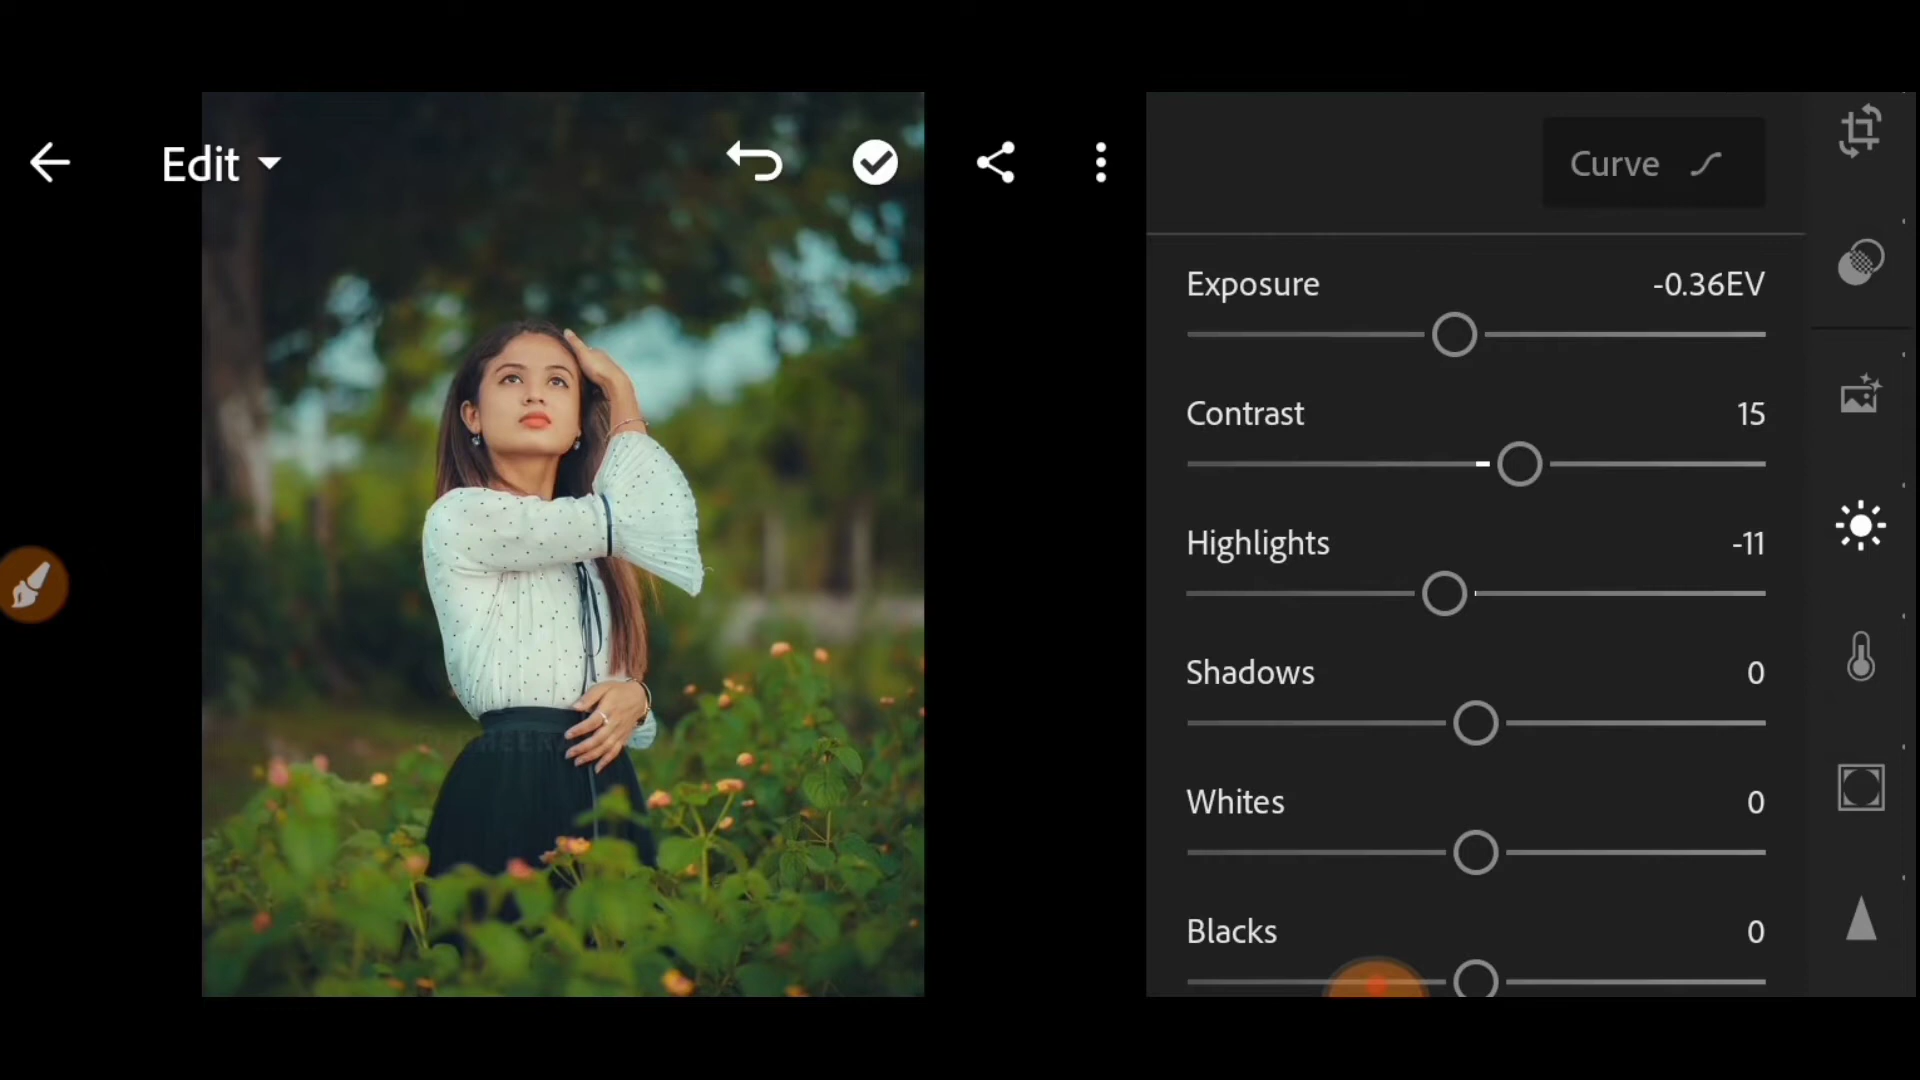 Edit
Curve
Exposure -0.36EV
Contrast 15
Highlights -11
Shadows 0
Whites 0
Blacks 0